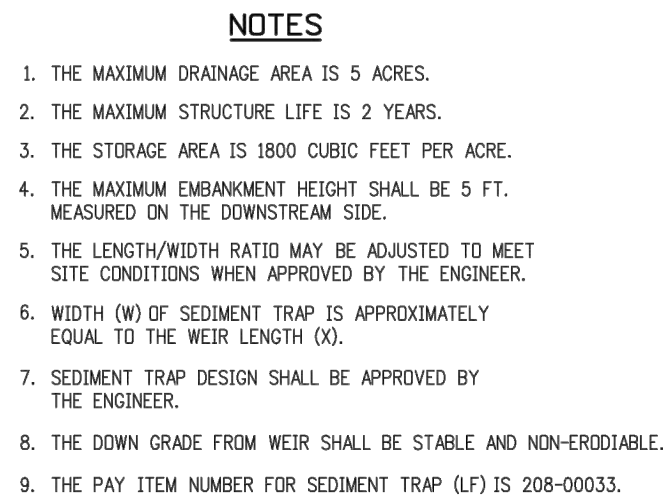 NOTES
1. THE MAXIMUM DRAINAGE AREA IS 5 ACRES.
2. THE MAXIMUM STRUCTURE LIFE IS 2 YEARS.
3. THE STORAGE AREA IS 1800 CUBIC FEET PER ACRE.
4. THE MAXIMUM EMBANKMENT HEIGHT SHALL BE 5 FT.
MEASURED ON THE DOWNSTREAM SIDE.
5. THE LENGTH/WIDTH RATIO MAY BE ADJUSTED TO MEET
SITE CONDITIONS WHEN APPROVED BY THE ENGINEER.
6. WIDTH (W) OF SEDIMENT TRAP IS APPROXIMATELY
EQUAL TO THE WEIR LENGTH (X).
7. SEDIMENT TRAP DESIGN SHALL BE APPROVED BY
THE ENGINEER.
8. THE DOWN GRADE FROM WEIR SHALL BE STABLE AND NON-ERODIABLE.
9. THE PAY ITEM NUMBER FOR SEDIMENT TRAP (LF) IS 208-00033.